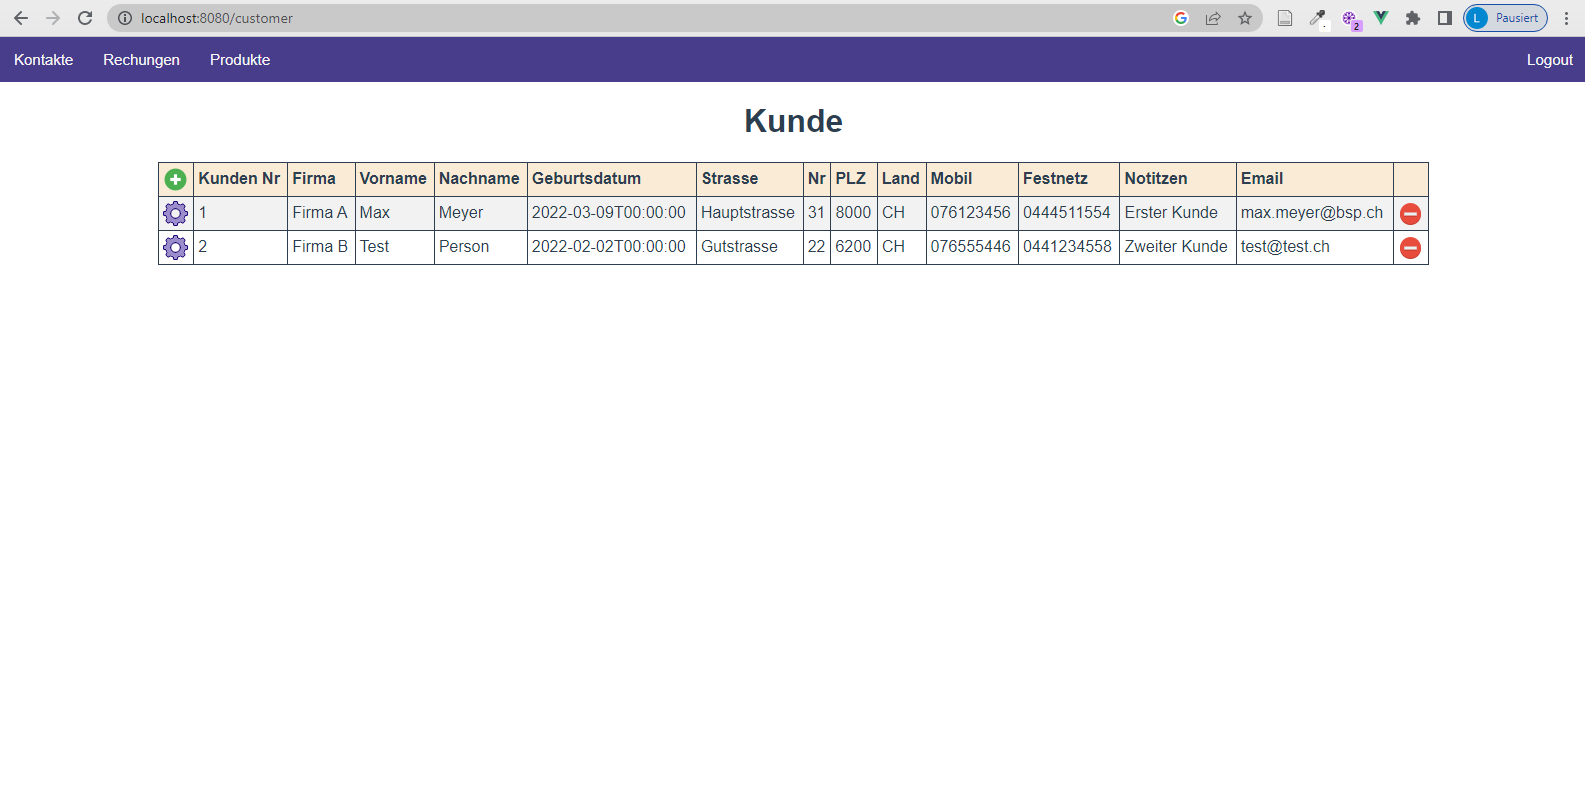 localhost:8080/customer
2
L Pausiert
Kontakte Rechungen Produkte Logout
Kunde
Kunden Nr Firma Vorname Nachname Geburtsdatum Strasse Nr PLZ Land Mobil Festnetz Notitzen Email
1 Firma A Max Meyer 2022-03-09T00:00:00 Hauptstrasse 31 8000 CH 076123456 0444511554 Erster Kunde max.meyer@bsp.ch
2 Firma B Test Person 2022-02-02T00:00:00 Gutstrasse 22 6200 CH 076555446 0441234558 Zweiter Kunde test@test.ch